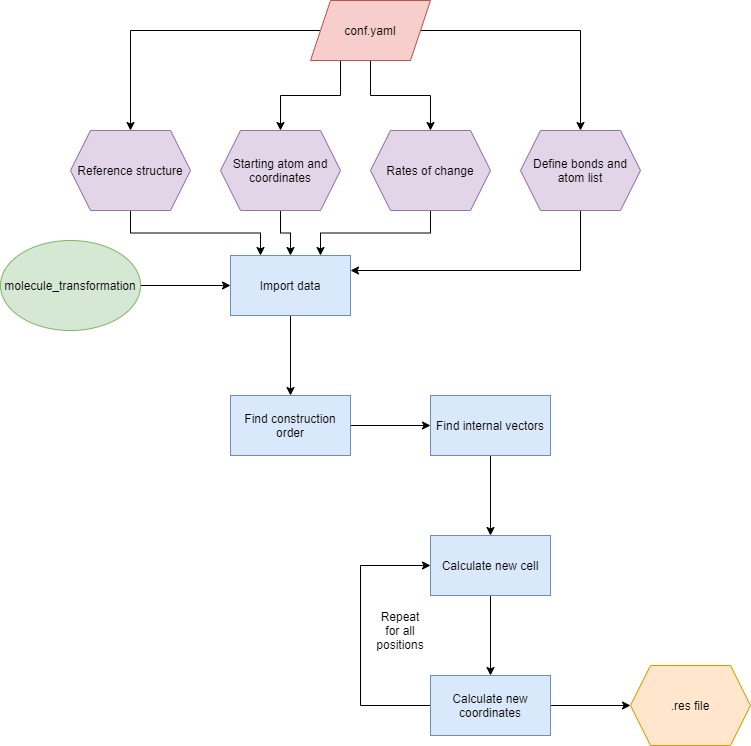 conf.yaml
Reference structure
Starting atom and
coordinates
Rates of change
Define bonds and
atom list
molecule_transformation
Import data
Find construction
order
Find internal vectors
Calculate new cell
Repeat
for all
positions
Calculate new
coordinates
.res file